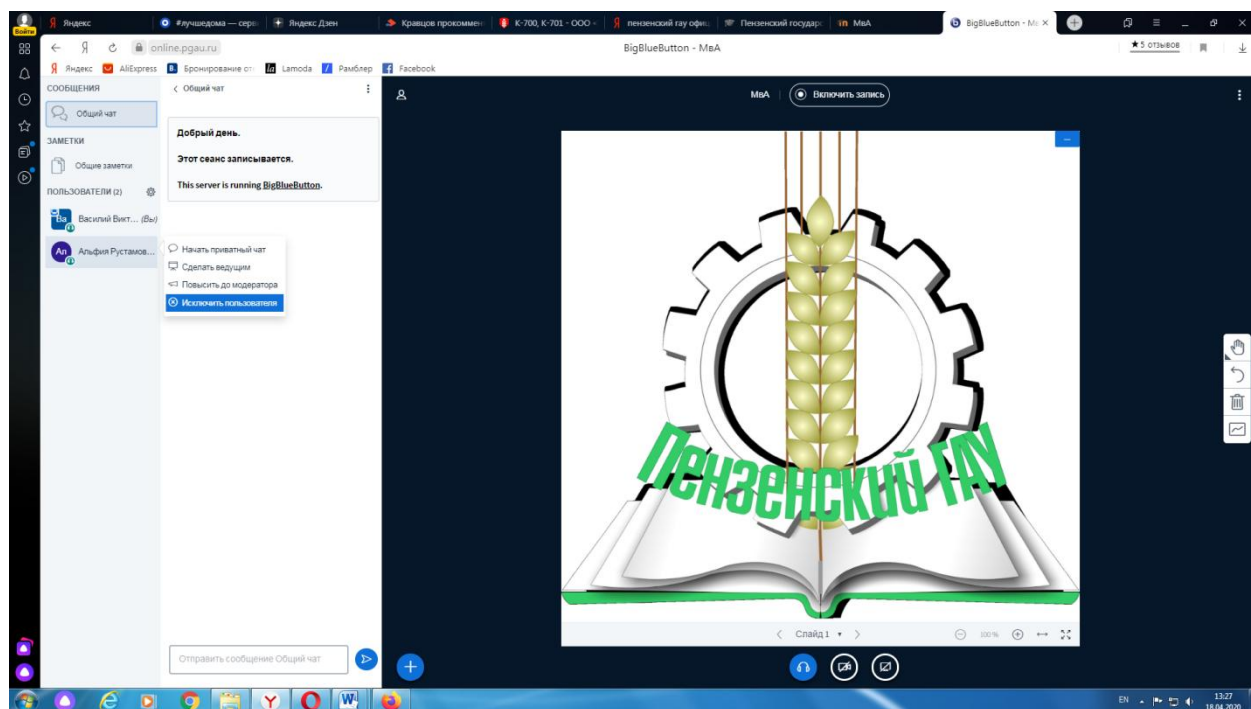 Войти
Яндекс
#лучшедома — серв
Яндекс Дзен
Кравцов прокоммен
К-700, К-701 - ООО «
пензенский гау офиц
Пензенский государс
МвА
BigBlueButton - Мв
online.pgau.ru
BigBlueButton - МвА
★5 отзывов
Яндекс
AliExpress
Бронирование от
Lamoda
Рамблер
Facebook
СООБЩЕНИЯ
Общий чат
ЗАМЕТКИ
Общие заметки
ПОЛЬЗОВАТЕЛИ (2)
Ва
Василий Викт... (Вы)
Ал
Альфия Рустамов...
Общий чат
Добрый день.
Этот сеанс записывается.
This server is running BigBlueButton.
Начать приватный чат
Сделать ведущим
Повысить до модератора
Исключить пользователя
Отправить сообщение Общий чат
МвА
Включить запись
Пензенский ГАУ
Слайд 1
100 %
EN
13:27
18.04.2020